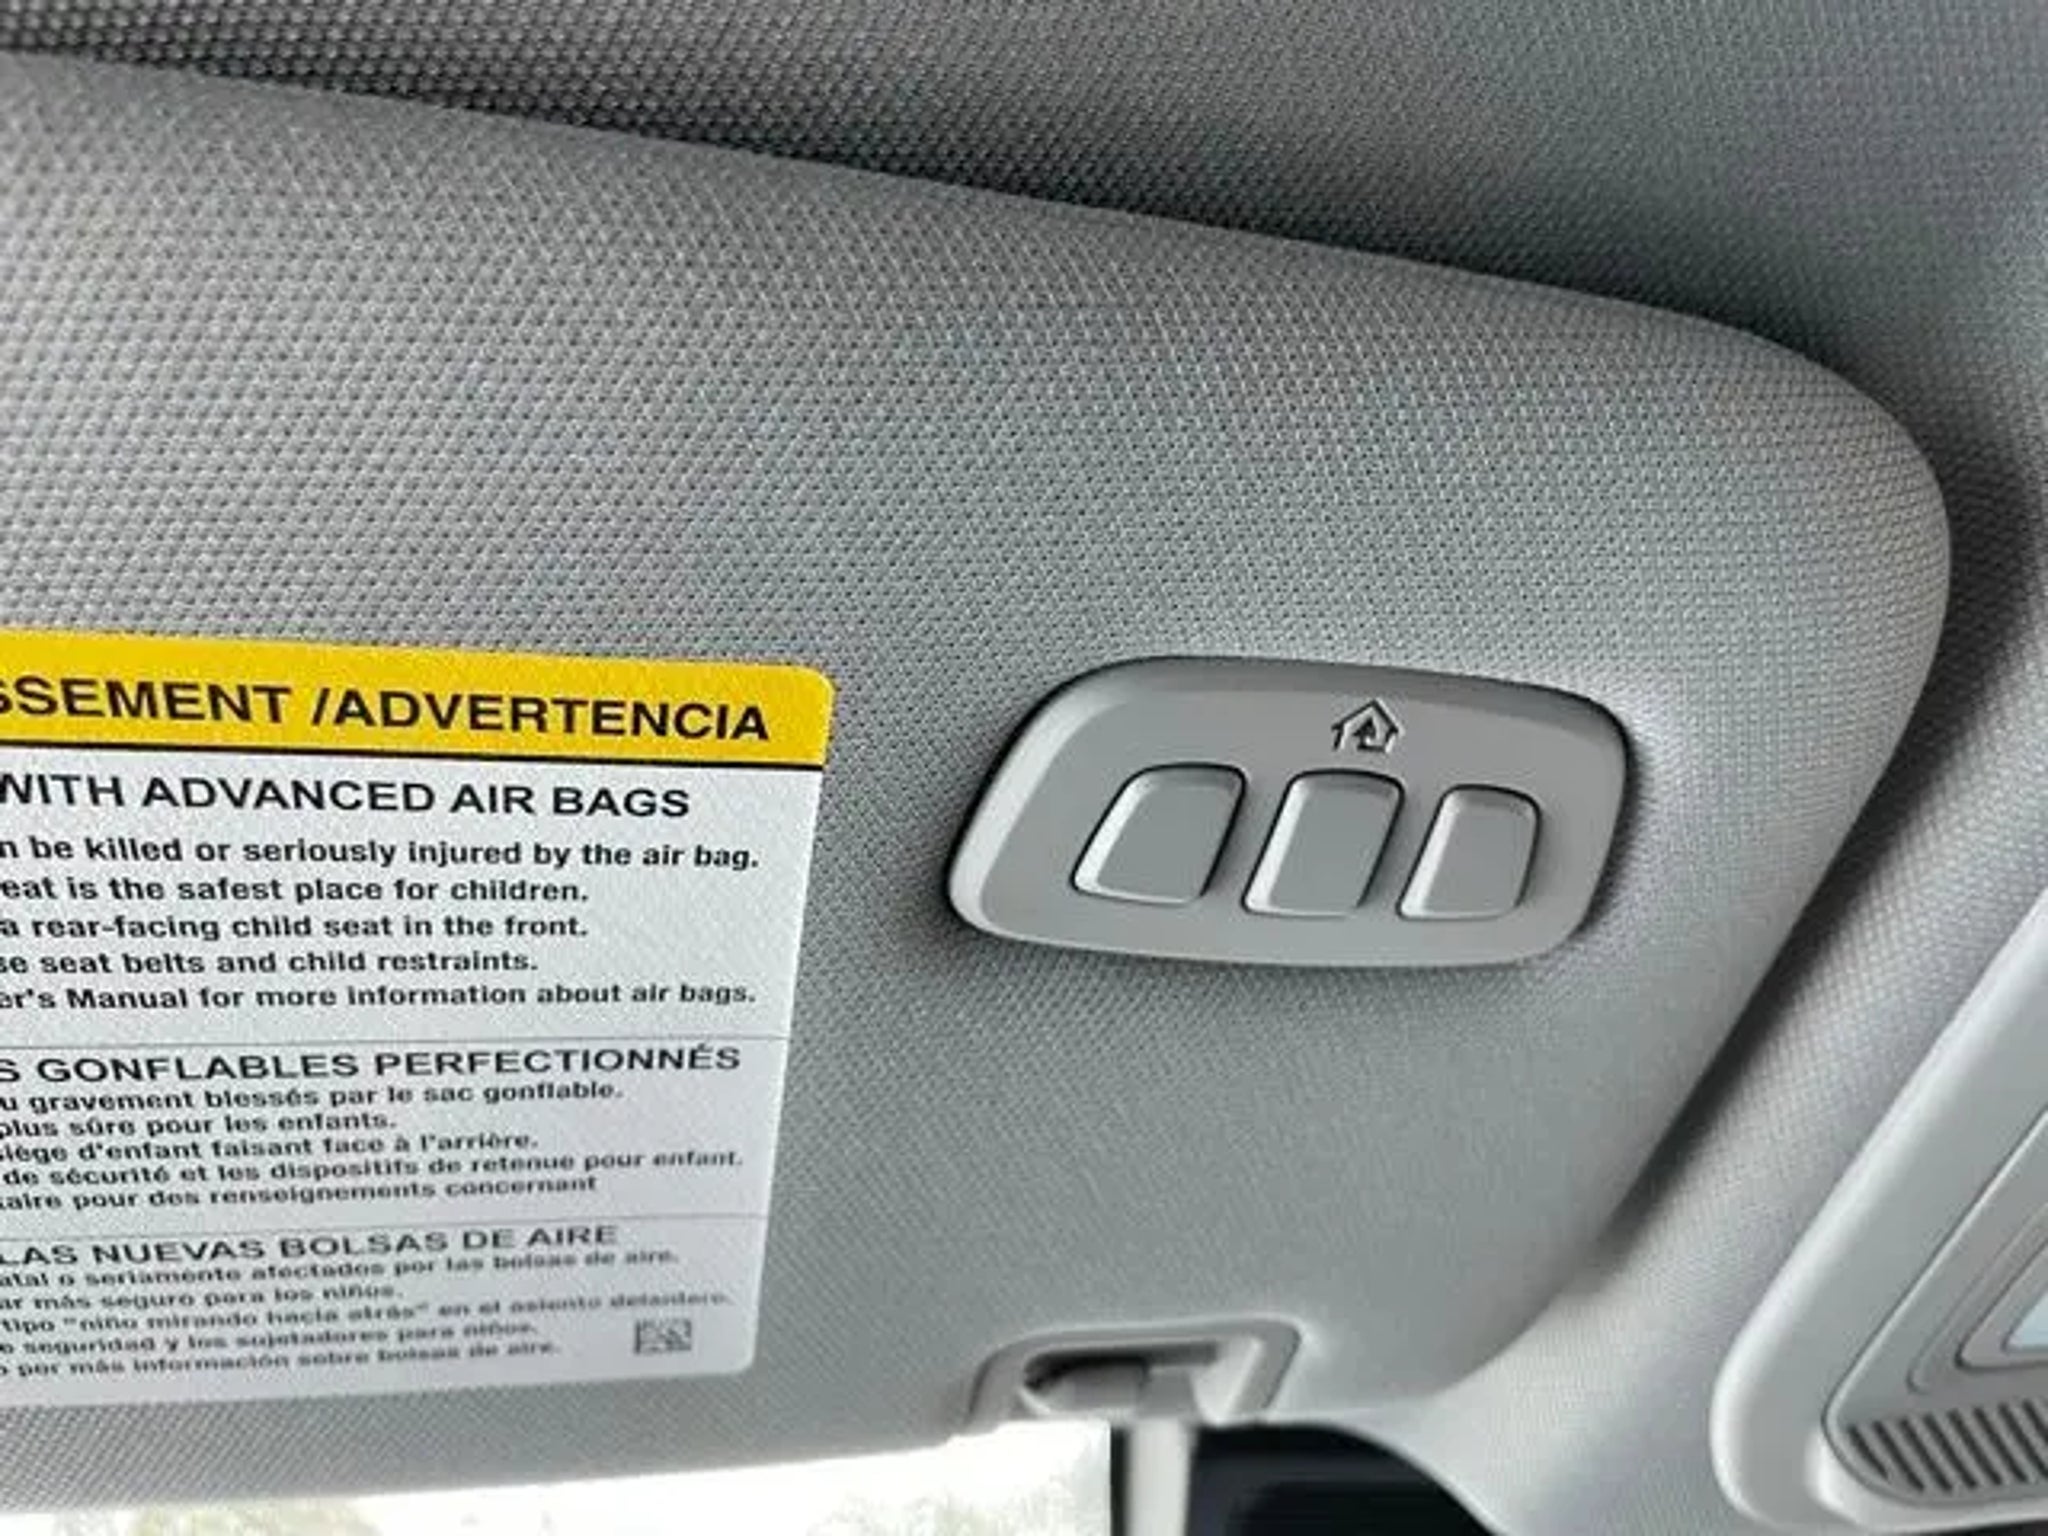 SSEMENT /ADVERTENCIA
WITH ADVANCED AIR BAGS
n be killed or seriously injured by the air bag.
eat is the safest place for children.
a rear-facing child seat in the front.
se seat belts and child restraints.
er's Manual for more information about air bags.
S GONFLABLES PERFECTIONNÉS
u gravement blessés par le sac gonflable.
plus sûre pour les enfants.
siège d'enfant faisant face à l'arrière.
de sécurité et les dispositifs de retenue pour enfant.
taire pour des renseignements concernant
LAS NUEVAS BOLSAS DE AIRE
atal o seriamente afectados por las bolsas de aire.
ar más seguro para los niños.
tipo "niño mirando hacia atrás" en el asiento delantero.
e seguridad y los sujetadores para niños.
o por más información sobre bolsas de aire.